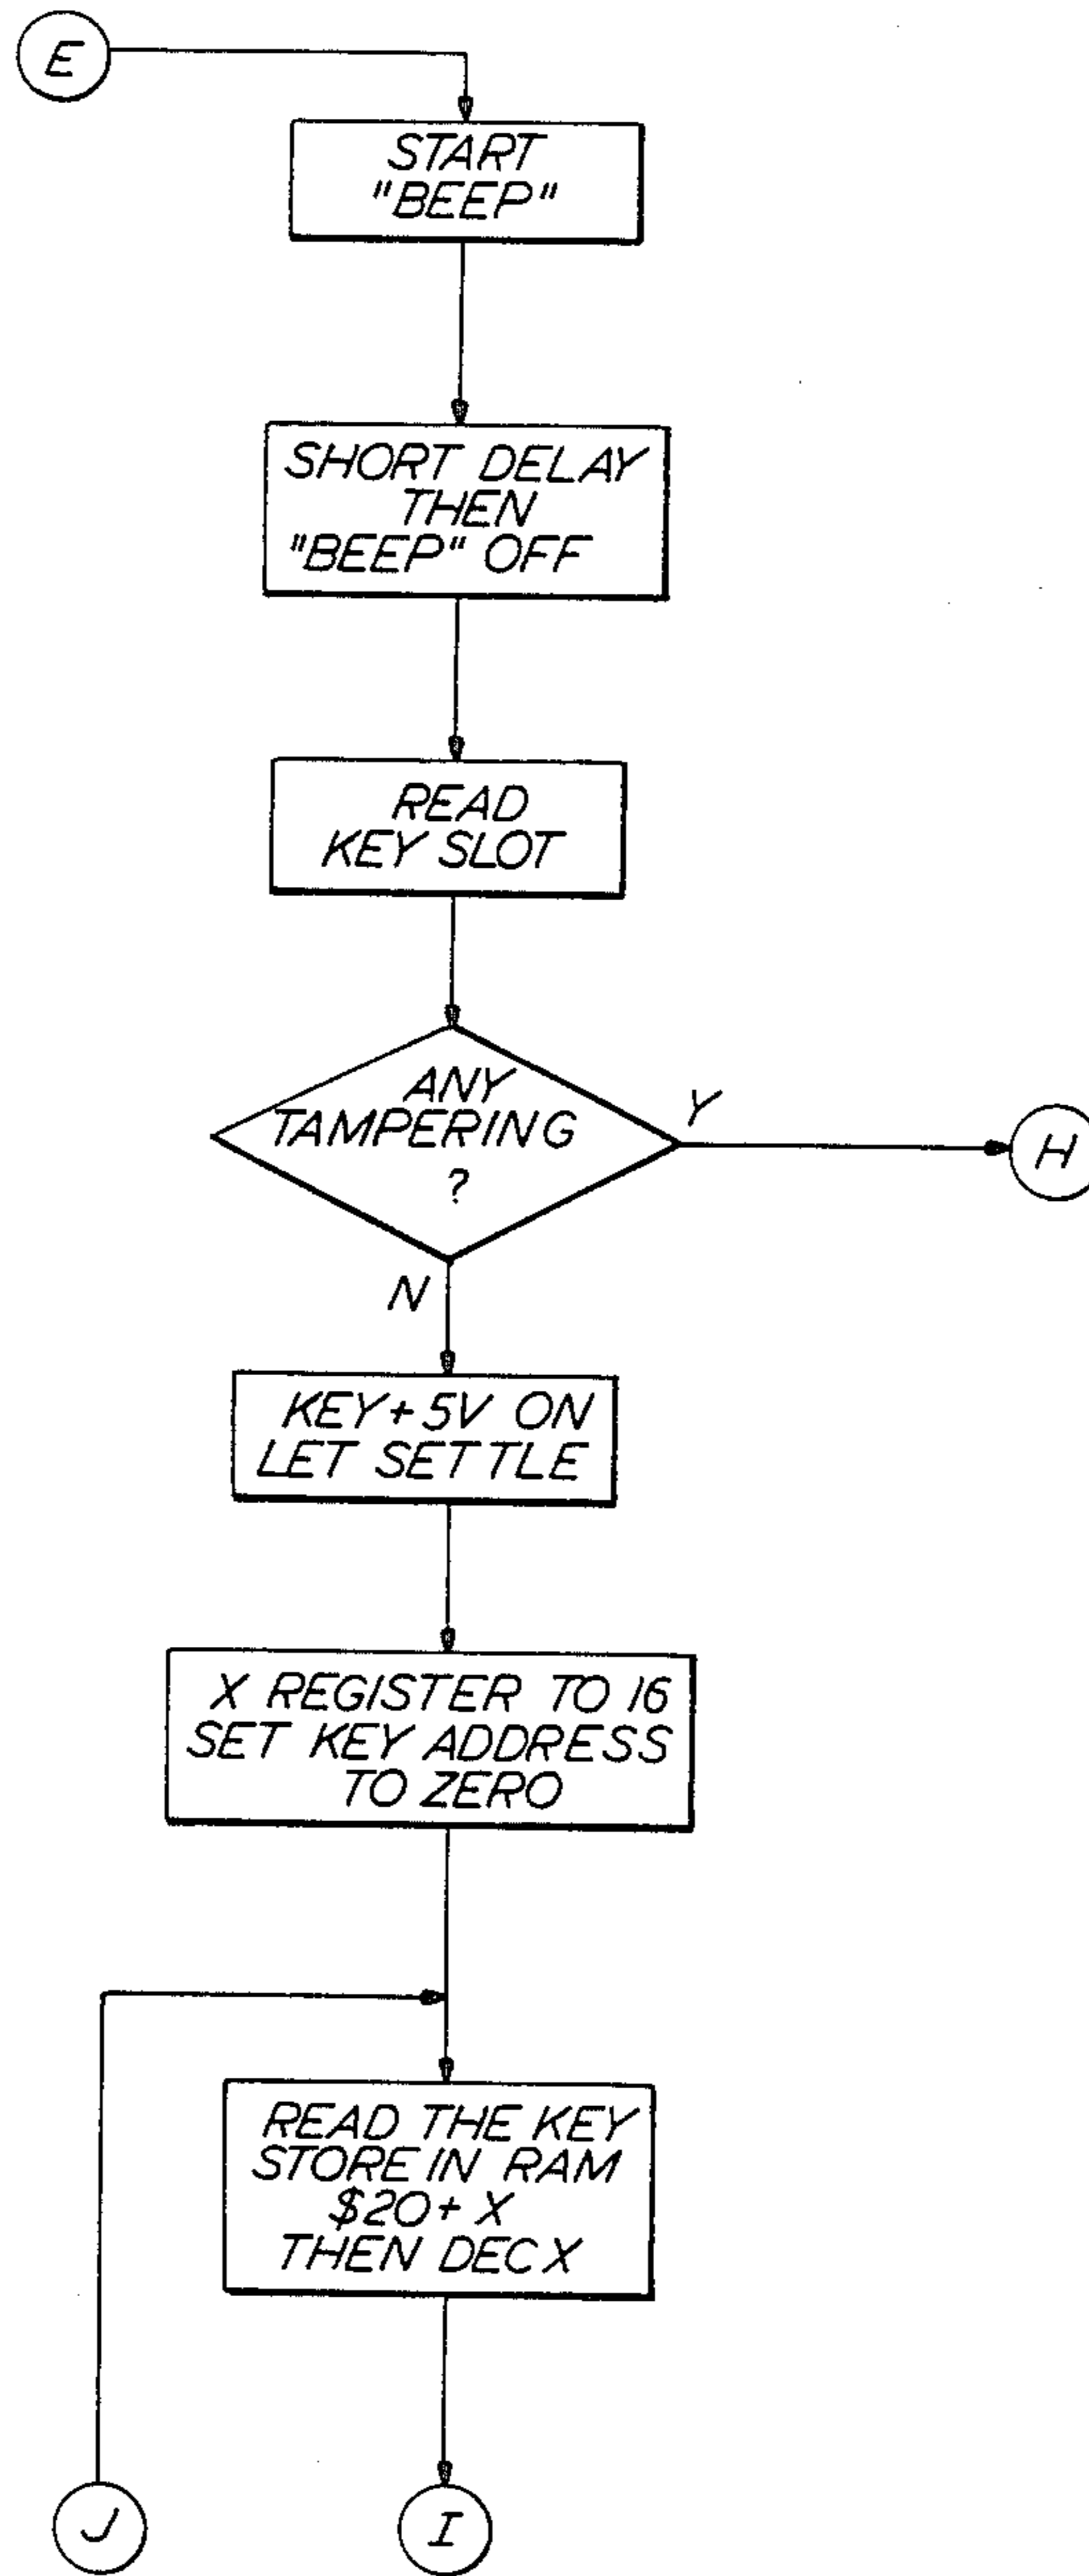 E
START
"BEEP"
SHORT DELAY
THEN
"BEEP" OFF
READ
KEY SLOT
ANY
TAMPERING
?
Y
H
N
KEY+5V ON
LET SETTLE
X REGISTER TO 16
SET KEY ADDRESS
TO ZERO
READ THE KEY
STORE IN RAM
$20+X
THEN DEC X
J
I